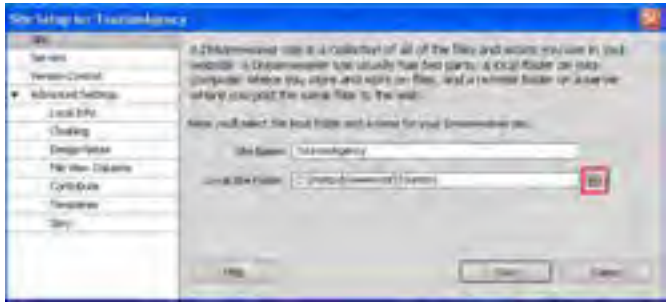 Site Setup for TourismAgency
Site
Servers
Version Control
Advanced Settings
Local Info
Cloaking
Design Notes
File View Columns
Contribute
Templates
Spry
A Dreamweaver site is a collection of all of the files and assets you use in your
website. A Dreamweaver site usually has two parts: a local folder on your
computer where you store and work on files, and a remote folder on a server
where you post the same files to the web.
Here you'll select the local folder and a name for your Dreamweaver site.
Site Name: TourismAgency
Local Site Folder:
Help
Save
Cancel